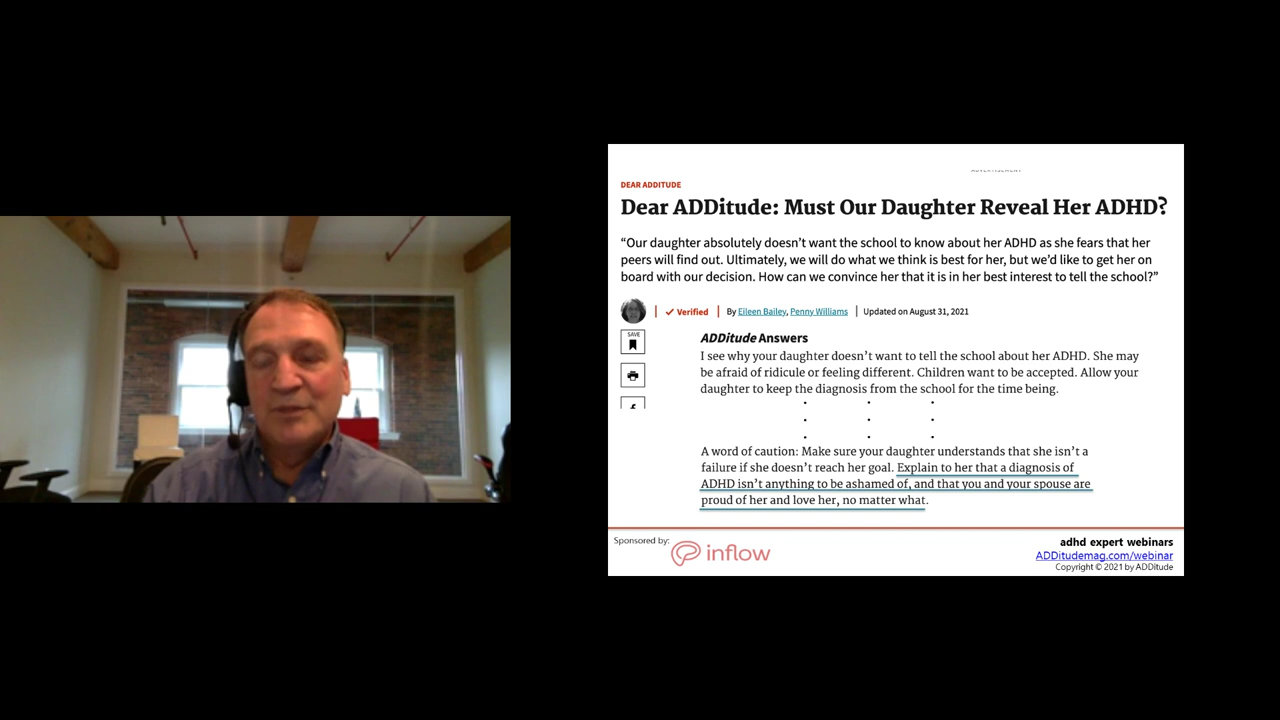 DEAR ADDITUDE
Dear ADDitude: Must Our Daughter Reveal Her ADHD?
“Our daughter absolutely doesn’t want the school to know about her ADHD as she fears that her
peers will find out. Ultimately, we will do what we think is best for her, but we’d like to get her on
board with our decision. How can we convince her that it is in her best interest to tell the school?”
Verified By Eileen Bailey, Penny Williams Updated on August 31, 2021
SAVE
ADDitude Answers
I see why your daughter doesn’t want to tell the school about her ADHD. She may
be afraid of ridicule or feeling different. Children want to be accepted. Allow your
daughter to keep the diagnosis from the school for the time being.
A word of caution: Make sure your daughter understands that she isn’t a
failure if she doesn’t reach her goal. Explain to her that a diagnosis of
ADHD isn’t anything to be ashamed of, and that you and your spouse are
proud of her and love her, no matter what.
Sponsored by:
inflow
adhd expert webinars
ADDitudemag.com/webinar
Copyright © 2021 by ADDitude